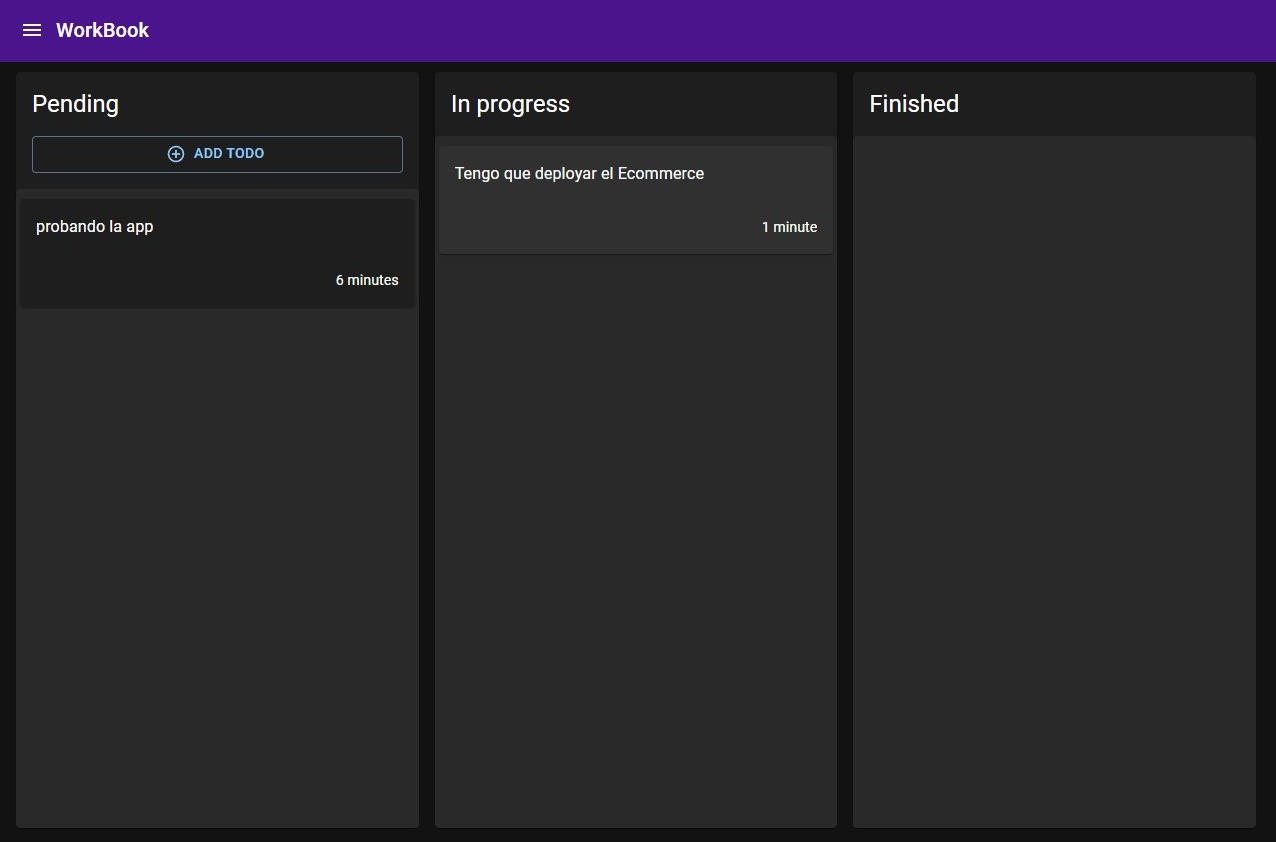 WorkBook
Pending
ADD TODO
probando la app
6 minutes
In progress
Tengo que deployar el Ecommerce
1 minute
Finished